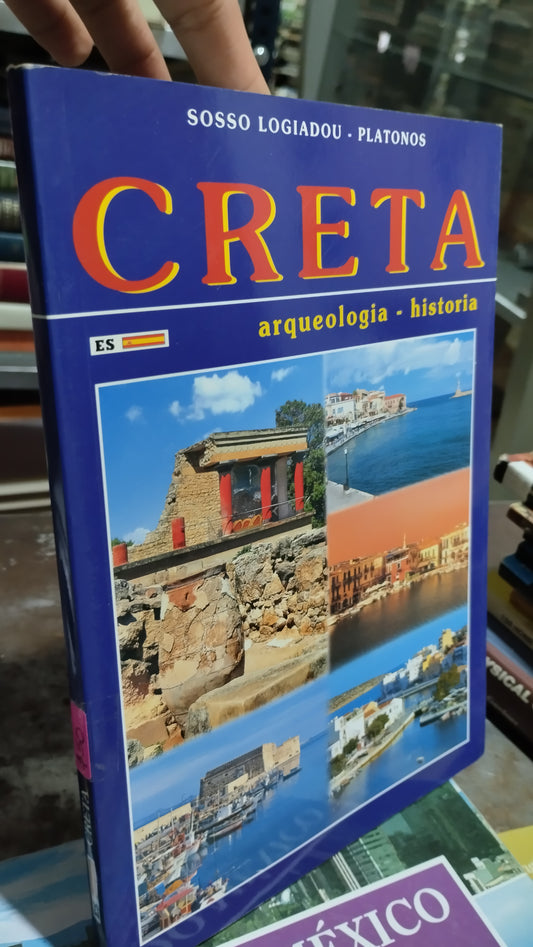 SOSSO LOGIADOU - PLATONOS
CRETA
arqueologia - historia
ES
MÉXICO